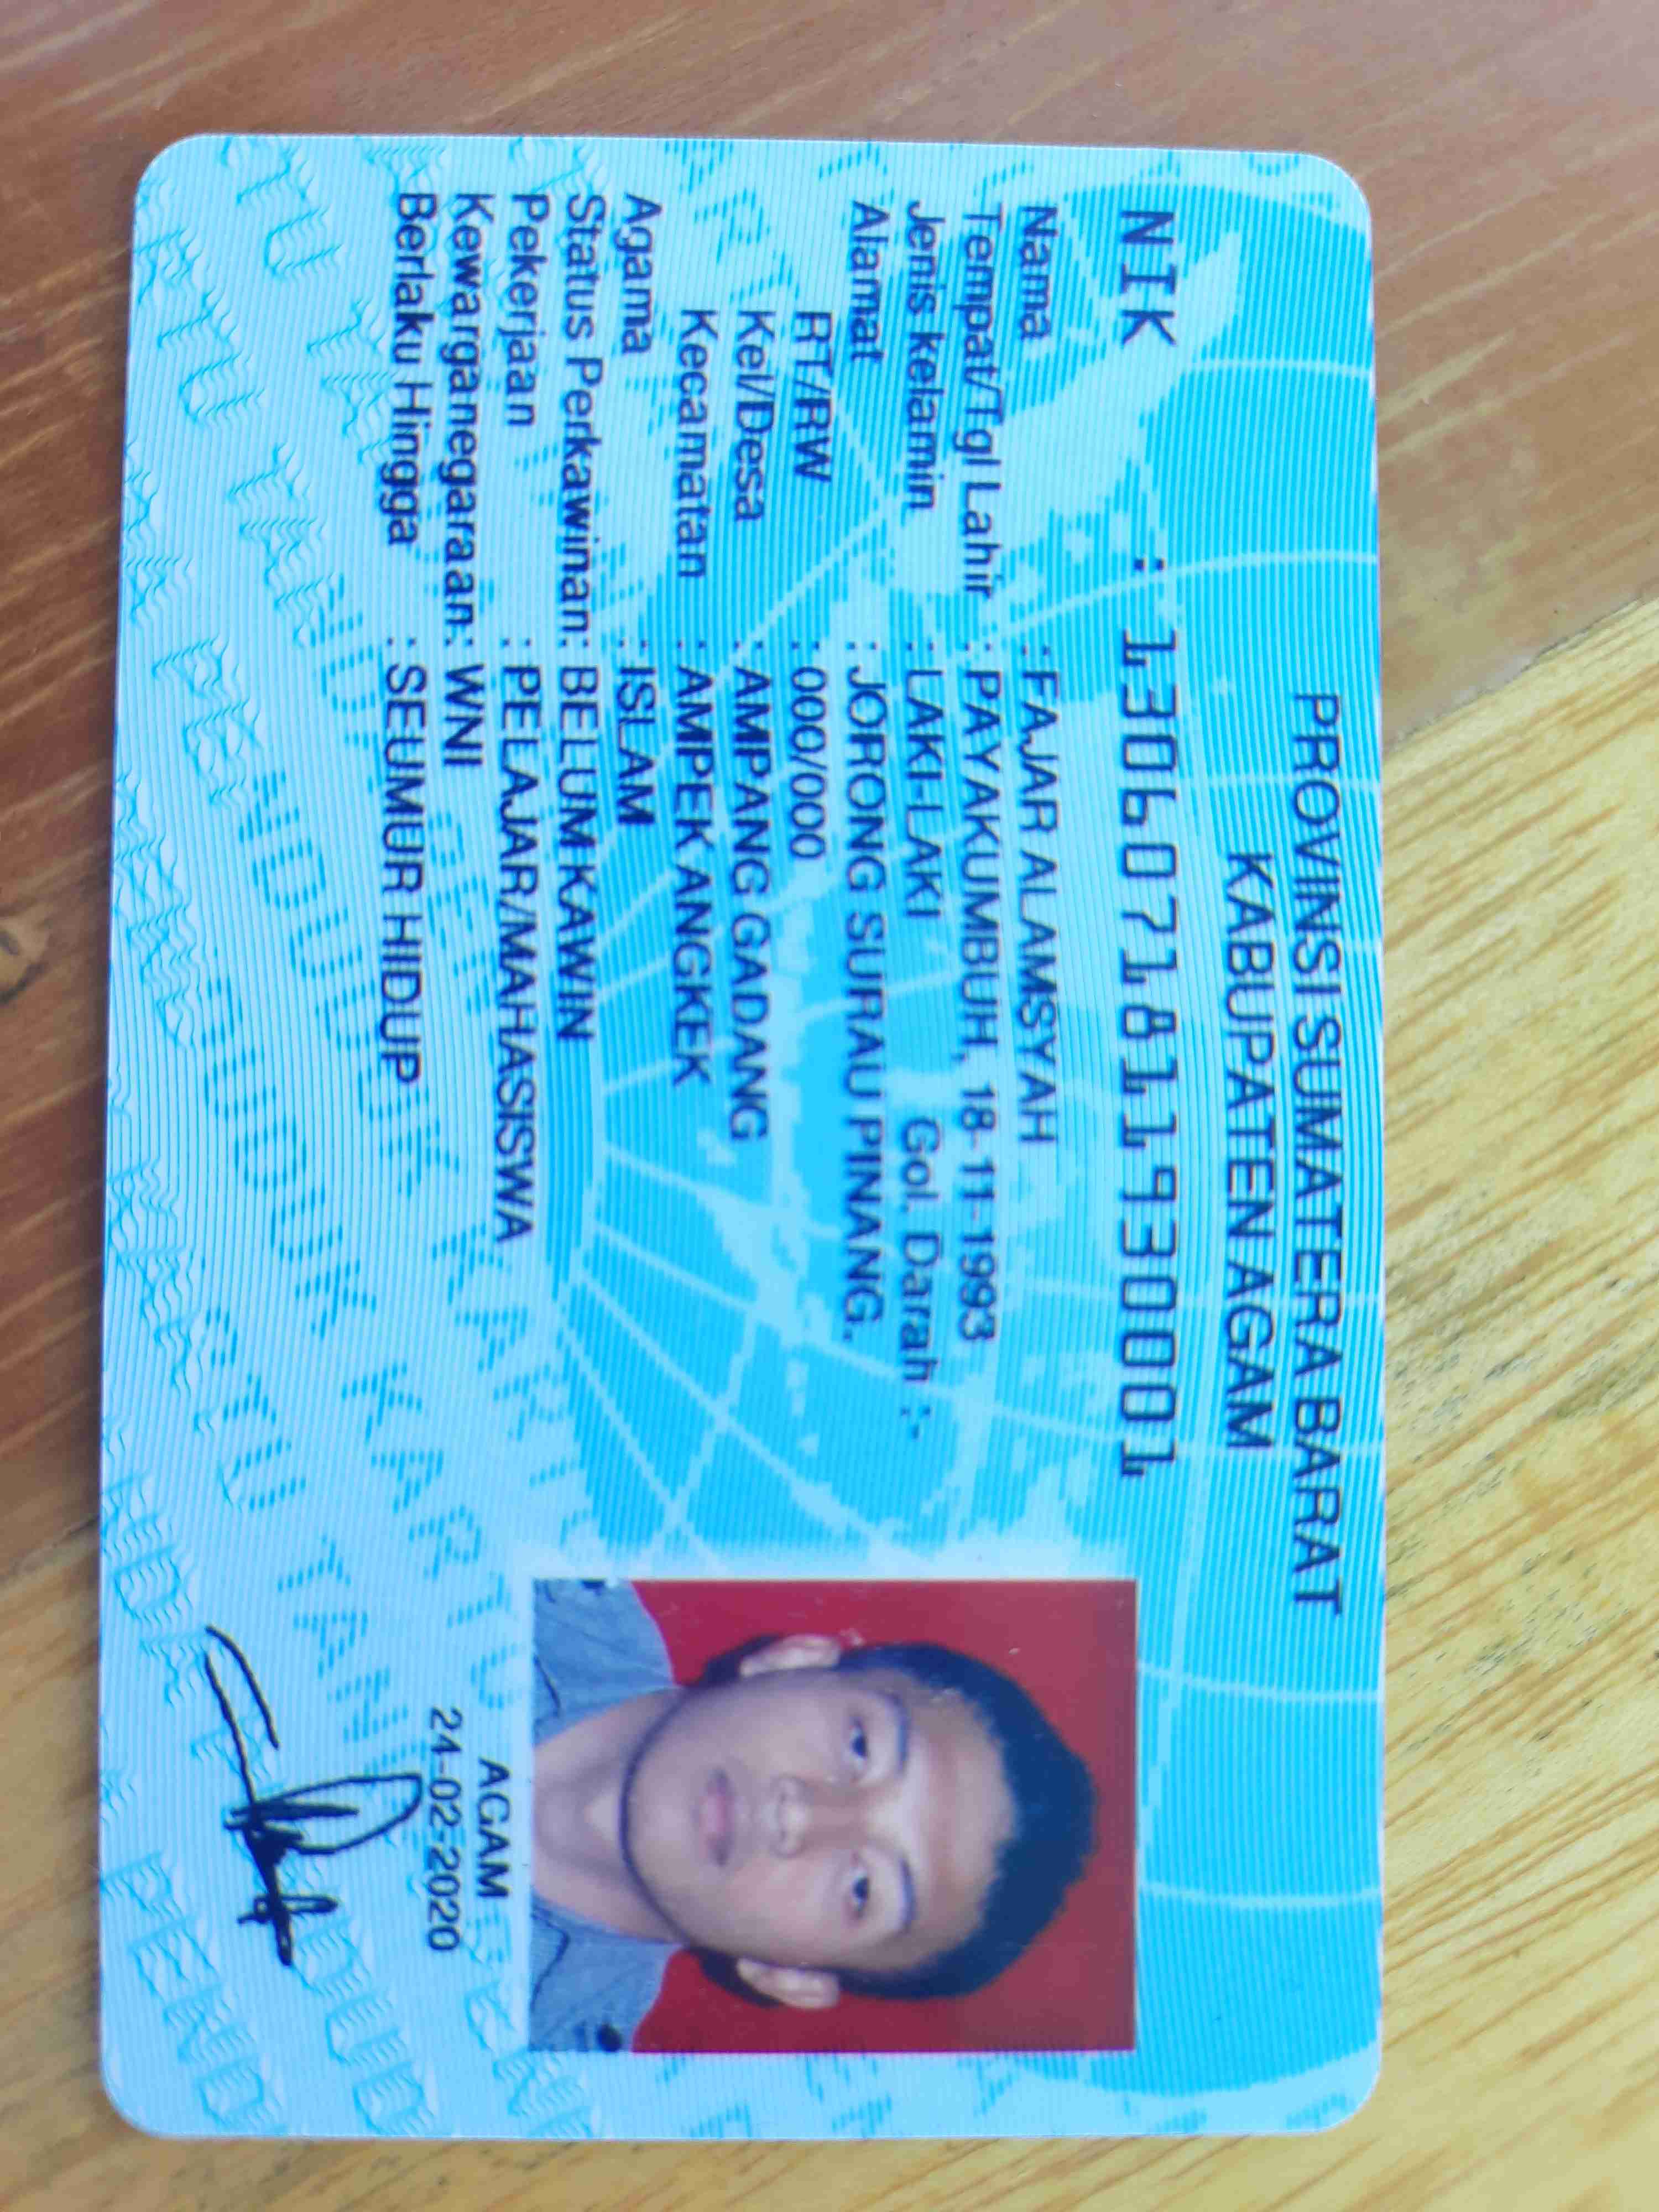 PROVINSI SUMATERA BARAT
KABUPATEN AGAM
NIK : 1306071811930001
Nama : FAJAR ALAMSYAH
Tempat/Tgl Lahir : PAYAKUMBUH, 18-11-1993
Jenis kelamin : LAKI-LAKI Gol. Darah :-
Alamat : JORONG SURAU PINANG.
RT/RW : 000/000
Kel/Desa : AMPANG GADANG
Kecamatan : AMPEK ANGKEK
Agama : ISLAM
Status Perkawinan: BELUM KAWIN
Pekerjaan : PELAJAR/MAHASISWA
Kewarganegaraan: WNI
Berlaku Hingga : SEUMUR HIDUP
AGAM
24-02-2020